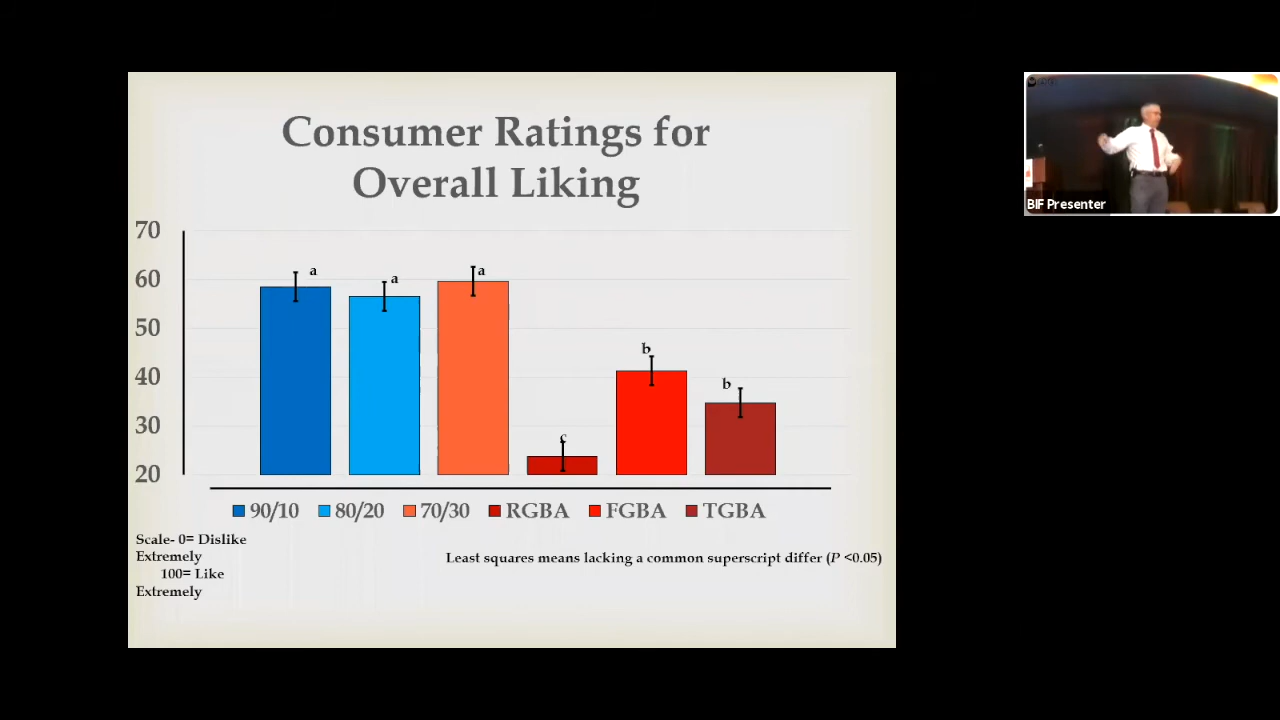 Consumer Ratings for
Overall Liking
70
60
50
40
30
20
a
a
a
c
b
b
90/10
80/20
70/30
RGBA
FGBA
TGBA
Scale- 0= Dislike
Extremely
100= Like
Extremely
Least squares means lacking a common superscript differ (P <0.05)
BIF Presenter